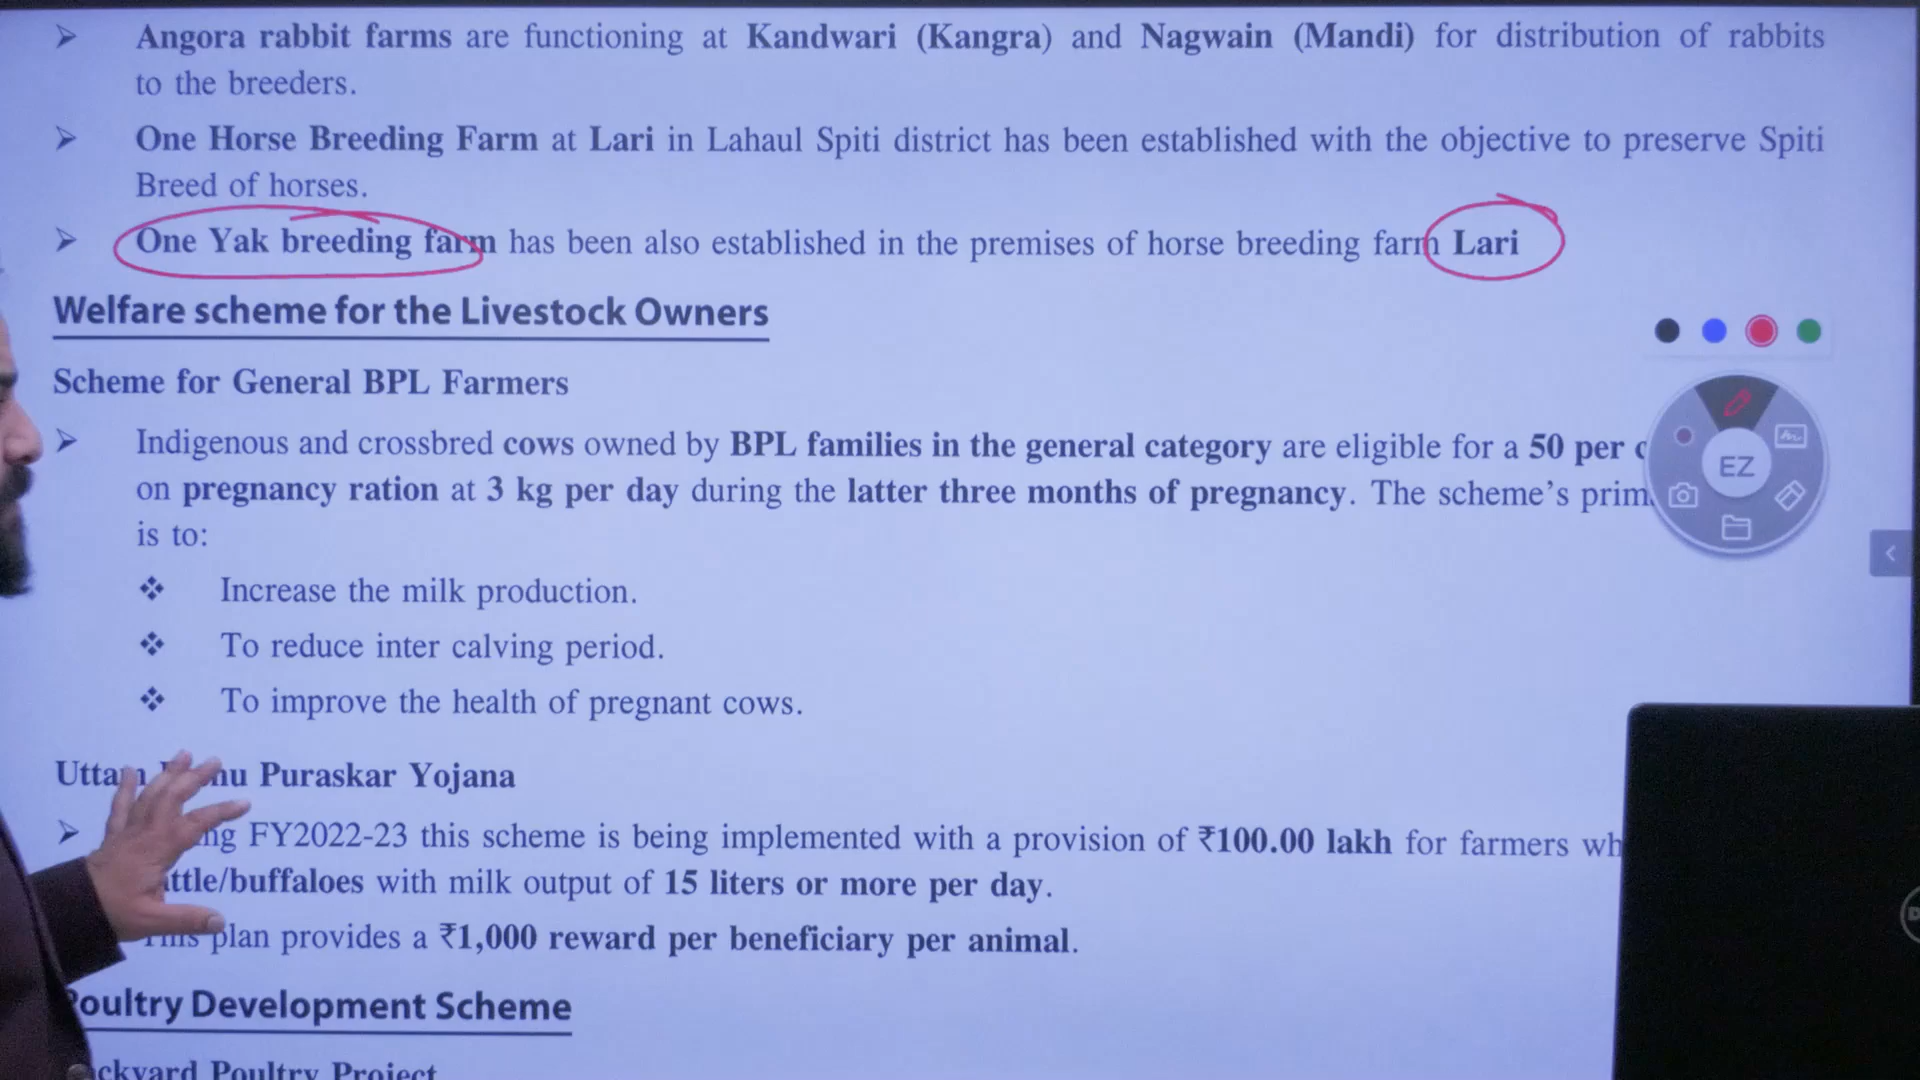 ➢ Angora rabbit farms are functioning at Kandwari (Kangra) and Nagwain (Mandi) for distribution of rabbits
to the breeders.
➢ One Horse Breeding Farm at Lari in Lahaul Spiti district has been established with the objective to preserve Spiti
Breed of horses.
➢ One Yak breeding farm has been also established in the premises of horse breeding farm Lari
Welfare scheme for the Livestock Owners
Scheme for General BPL Farmers
➢ Indigenous and crossbred cows owned by BPL families in the general category are eligible for a 50 per
on pregnancy ration at 3 kg per day during the latter three months of pregnancy. The scheme's prim
is to:
❖ Increase the milk production.
❖ To reduce inter calving period.
❖ To improve the health of pregnant cows.
EZ
Puraskar Yojana
➢ FY2022-23 this scheme is being implemented with a provision of ₹100.00 lakh for farmers wh
ttle/buffaloes with milk output of 15 liters or more per day.
This plan provides a ₹1,000 reward per beneficiary per animal.
Poultry Development Scheme
ckyard Poultry Project